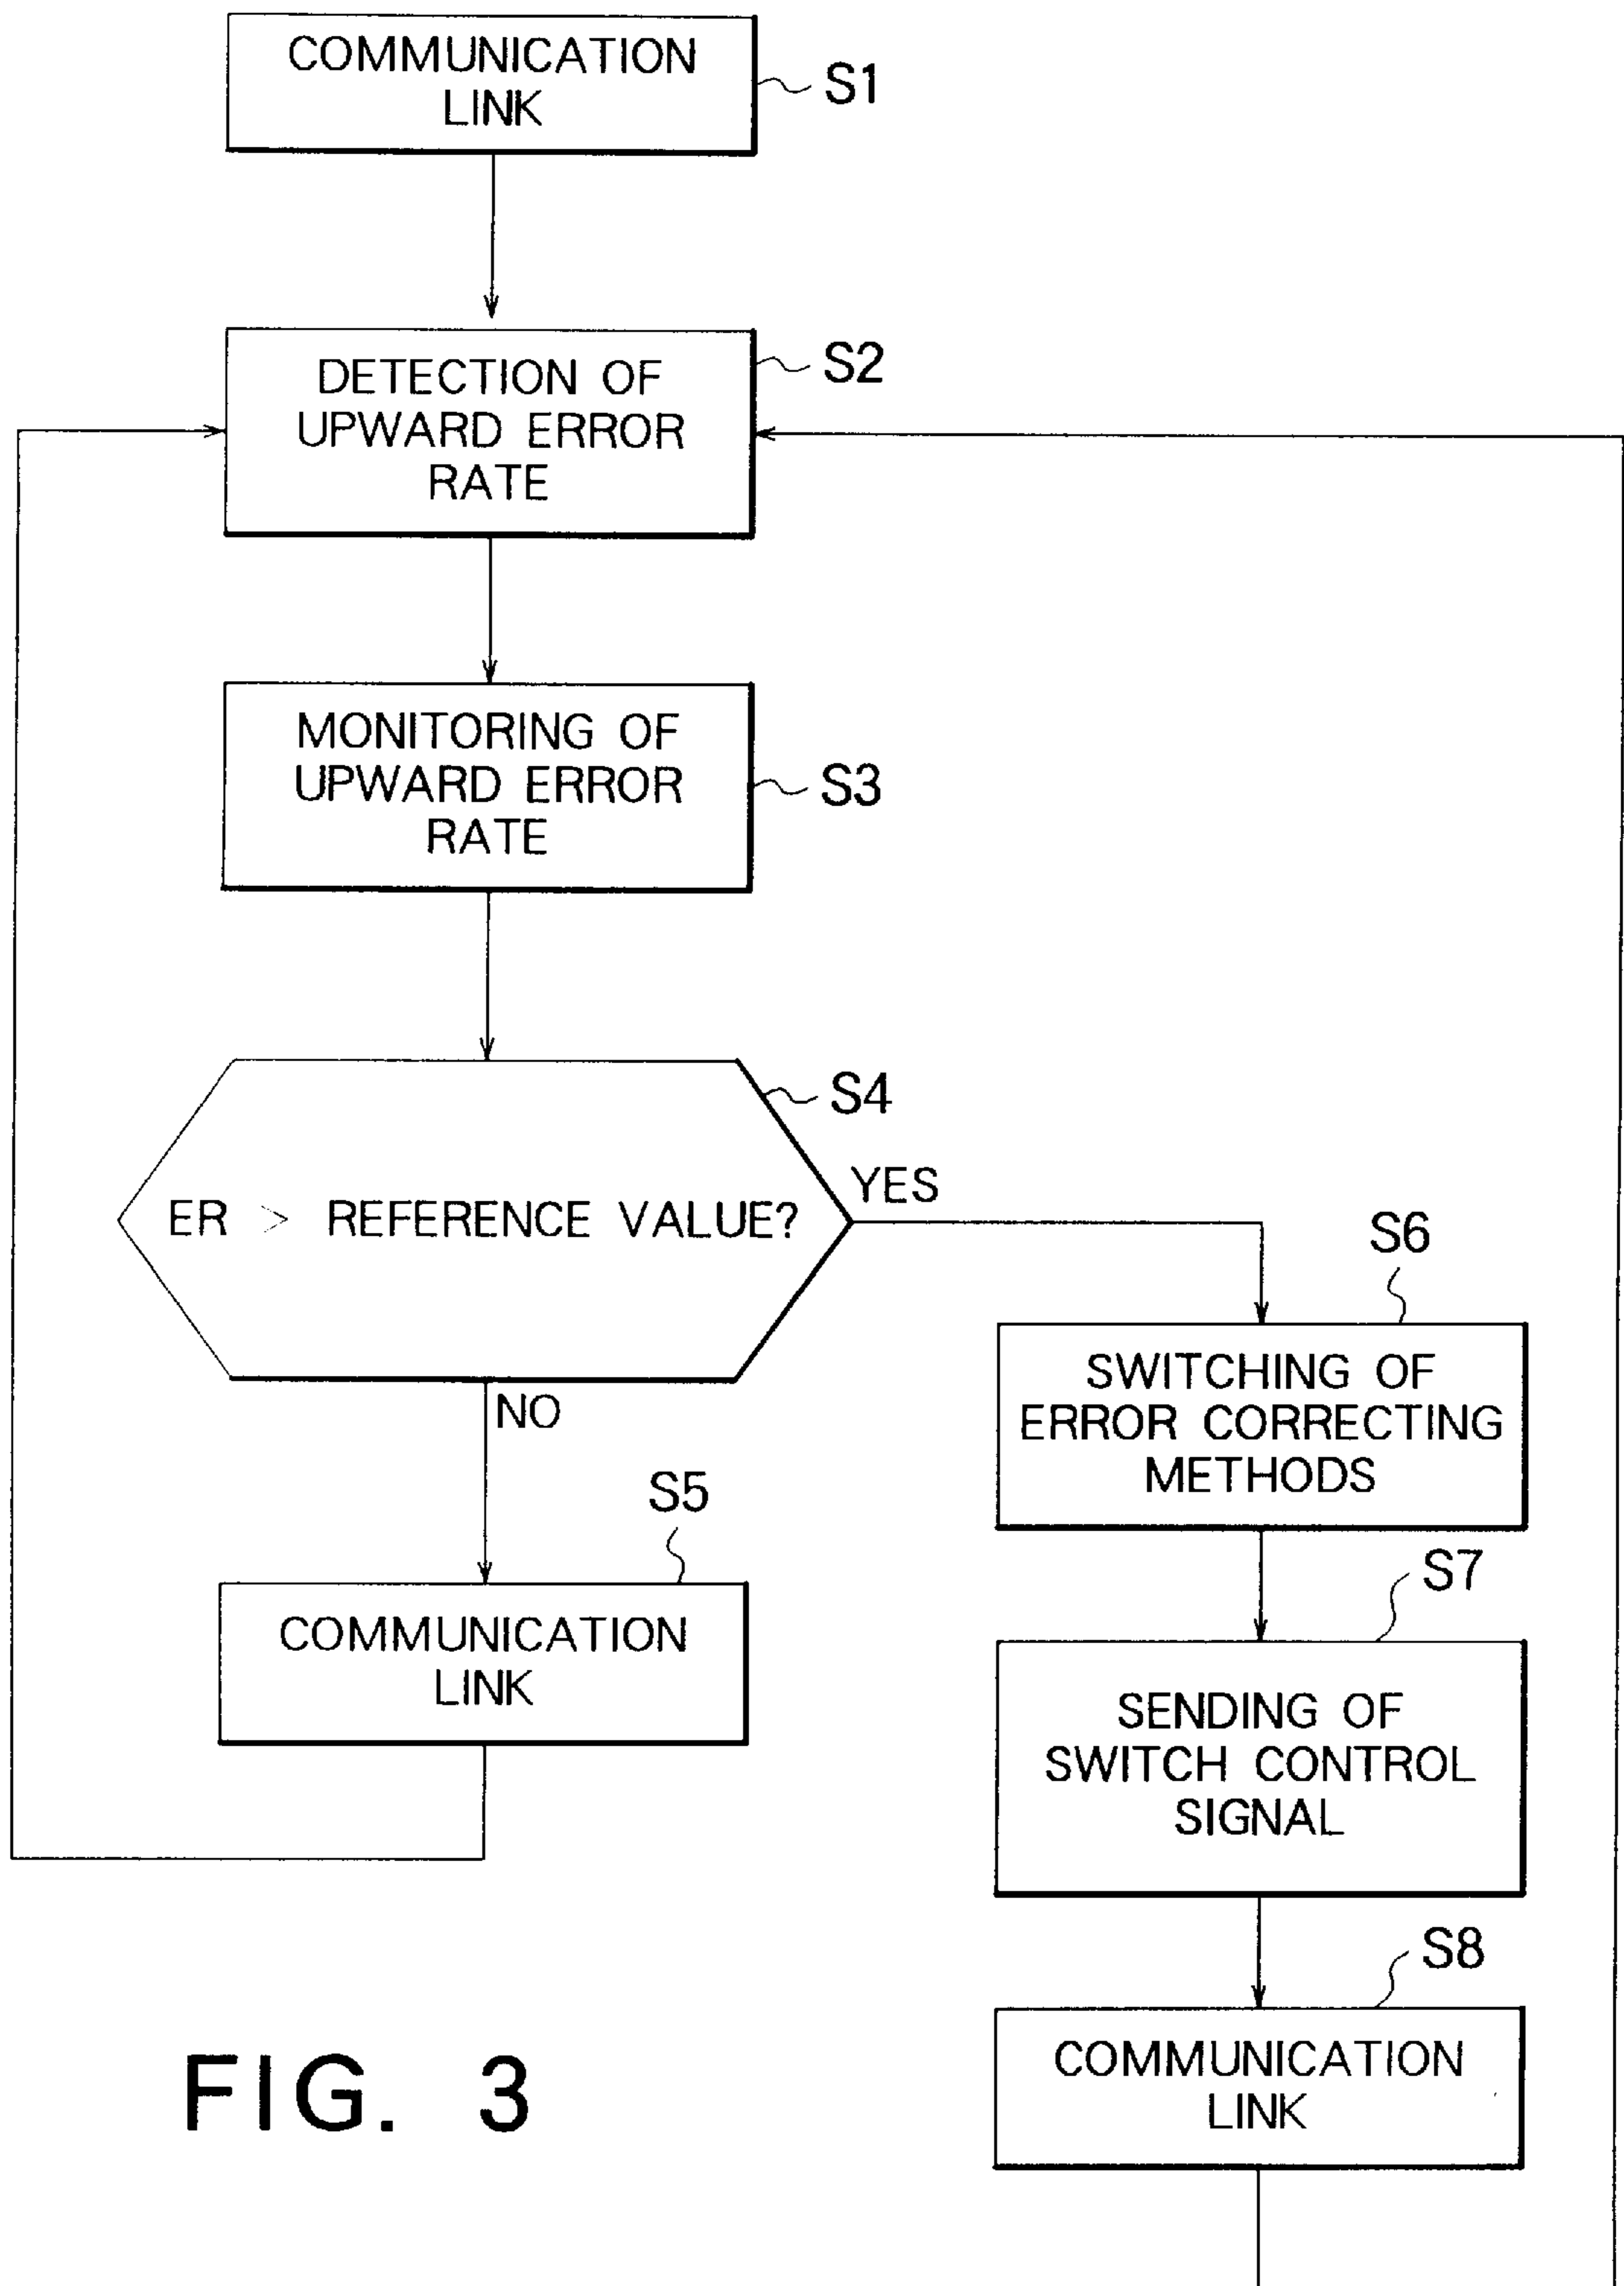 COMMUNICATION
LINK
S1
DETECTION OF
UPWARD ERROR
RATE
S2
MONITORING OF
UPWARD ERROR
RATE
S3
ER > REFERENCE VALUE?
S4
YES
NO
S5
COMMUNICATION
LINK
S6
SWITCHING OF
ERROR CORRECTING
METHODS
S7
SENDING OF
SWITCH CONTROL
SIGNAL
S8
COMMUNICATION
LINK
FIG. 3